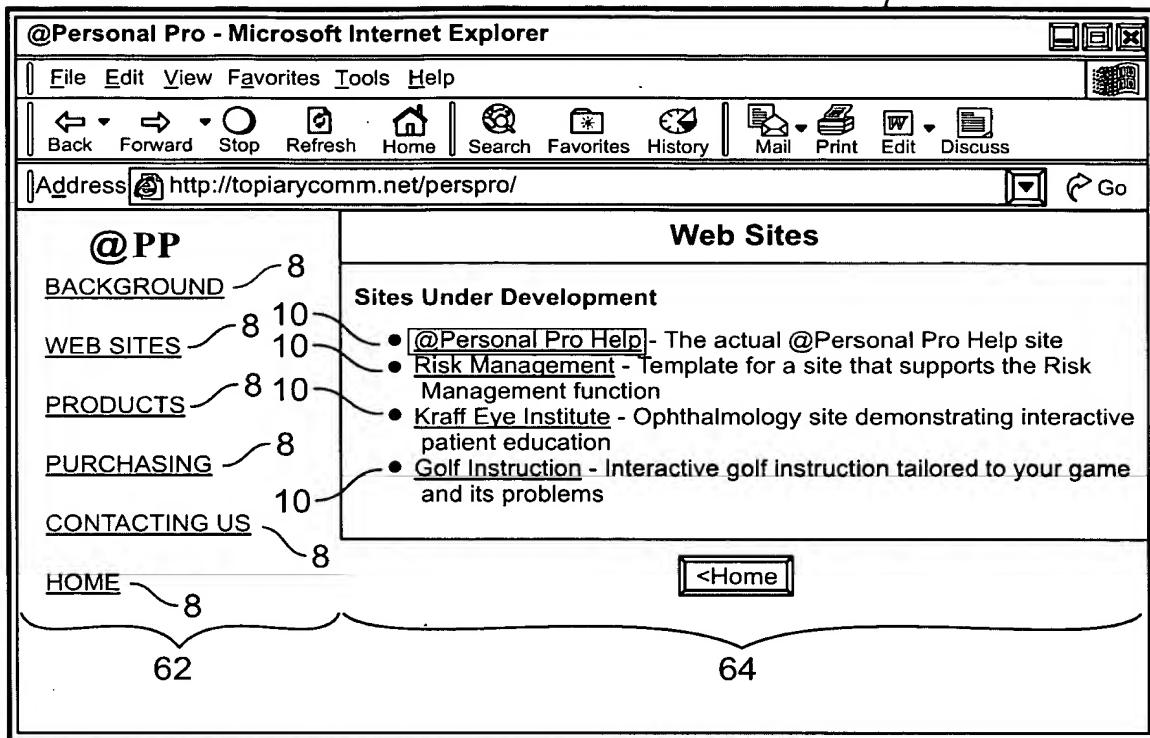 @Personal Pro - Microsoft Internet Explorer
File Edit View Favorites Tools Help
Back Forward Stop Refresh Home Search Favorites History Mail Print Edit Discuss
Address http://topiarycomm.net/perspro/ Go
@PP
BACKGROUND 8
WEB SITES 8
PRODUCTS 8
PURCHASING 8
CONTACTING US 8
HOME 8
62
Web Sites
Sites Under Development
10 • @Personal Pro Help - The actual @Personal Pro Help site
10 • Risk Management - Template for a site that supports the Risk
Management function
10 • Kraff Eye Institute - Ophthalmology site demonstrating interactive
patient education
10 • Golf Instruction - Interactive golf instruction tailored to your game
and its problems
<Home
64